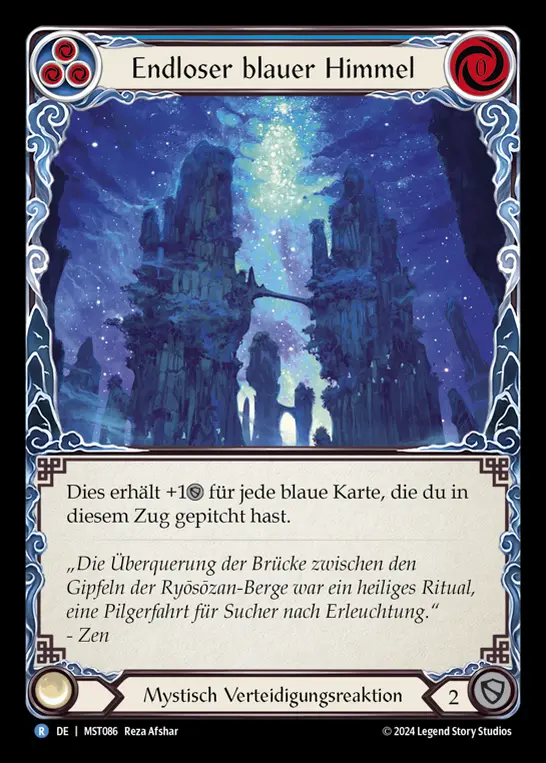 Endloser blauer Himmel
0
Dies erhält +1 für jede blaue Karte, die du in
diesem Zug gepitcht hast.
„Die Überquerung der Brücke zwischen den
Gipfeln der Ryōsōzan-Berge war ein heiliges Ritual,
eine Pilgerfahrt für Sucher nach Erleuchtung.“
- Zen
Mystisch Verteidigungsreaktion
2
R DE | MST086 Reza Afshar
©2024 Legend Story Studios